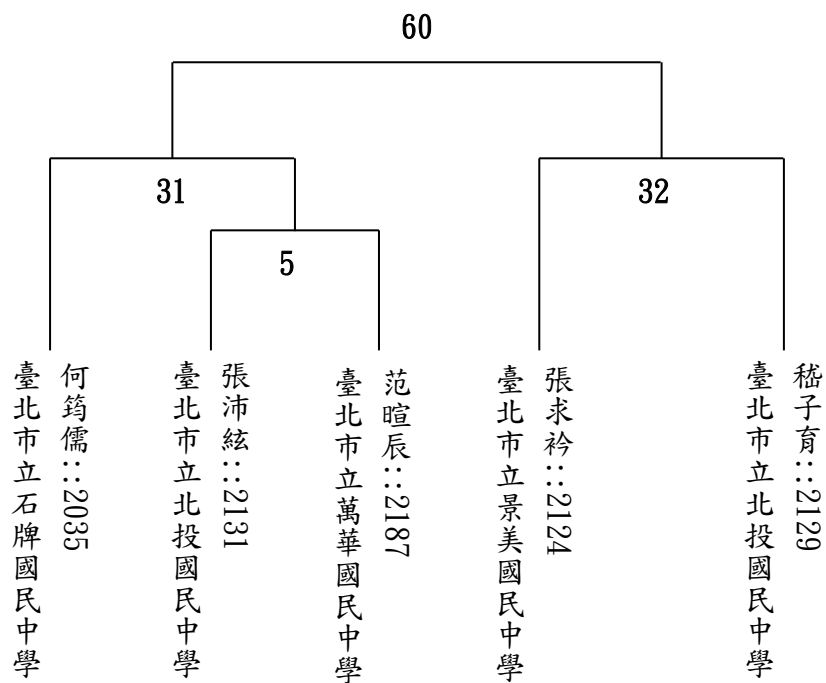 60
31
32
5
何筠儒:::2035
臺北市立石牌國民中學
張沛絃:::2131
臺北市立北投國民中學
范暄辰:::2187
臺北市立萬華國民中學
張求衿:::2124
臺北市立景美國民中學
嵇子育:::2129
臺北市立北投國民中學